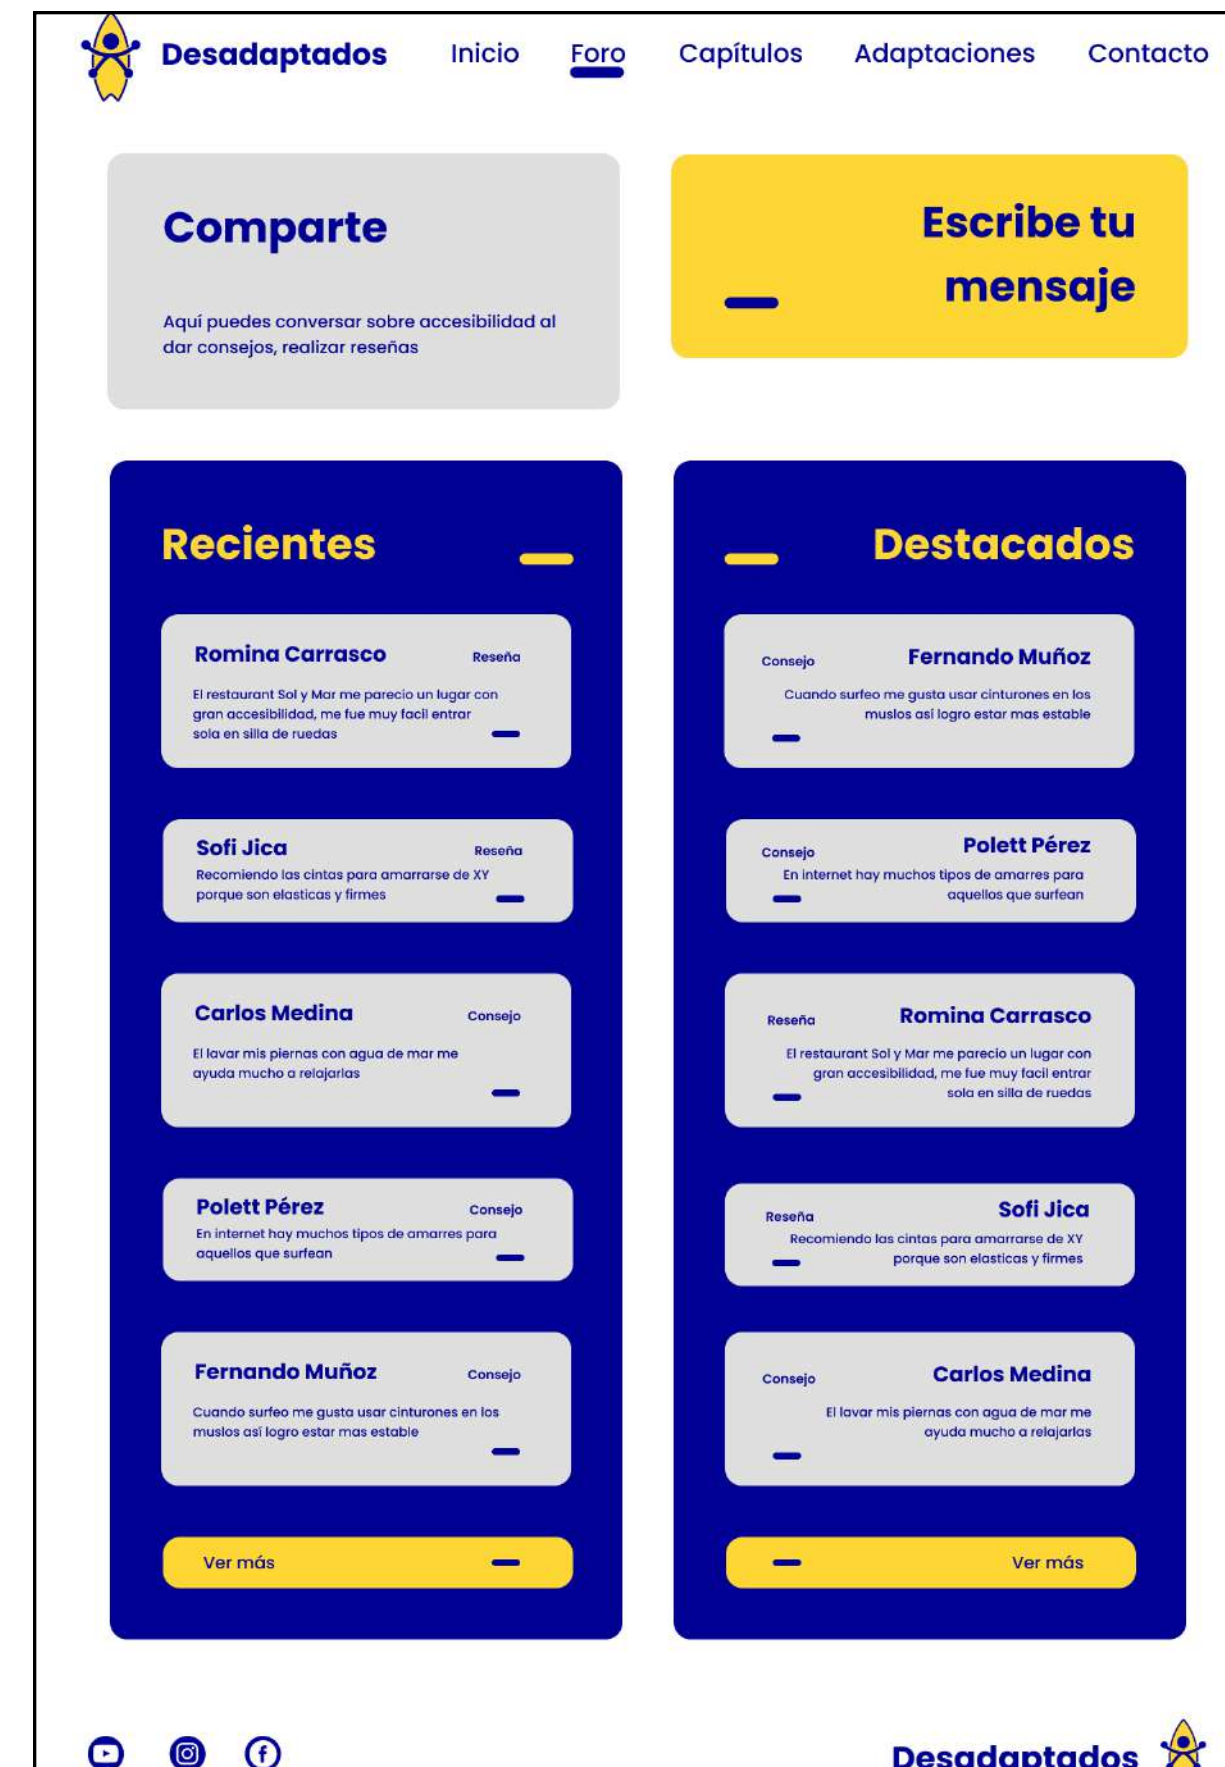 Desadaptados Inicio Foro Capítulos Adaptaciones Contacto
Comparte
Aquí puedes conversar sobre accesibilidad al
dar consejos, realizar reseñas
Escribe tu
mensaje
Recientes
Romina Carrasco Reseña
El restaurant Sol y Mar me parecio un lugar con
gran accesibilidad, me fue muy facil entrar
sola en silla de ruedas
Sofi Jica Reseña
Recomiendo las cintas para amarrarse de XY
porque son elasticas y firmes
Carlos Medina Consejo
El lavar mis piernas con agua de mar me
ayuda mucho a relajarlas
Polett Pérez Consejo
En internet hay muchos tipos de amarres para
aquellos que surfean
Fernando Muñoz Consejo
Cuando surfeo me gusta usar cinturones en los
muslos así logro estar mas estable
Ver más
Destacados
Consejo Fernando Muñoz
Cuando surfeo me gusta usar cinturones en los
muslos así logro estar mas estable
Consejo Polett Pérez
En internet hay muchos tipos de amarres para
aquellos que surfean
Reseña Romina Carrasco
El restaurant Sol y Mar me parecio un lugar con
gran accesibilidad, me fue muy facil entrar
sola en silla de ruedas
Reseña Sofi Jica
Recomiendo las cintas para amarrarse de XY
porque son elasticas y firmes
Consejo Carlos Medina
El lavar mis piernas con agua de mar me
ayuda mucho a relajarlas
Ver más
Desadaptados